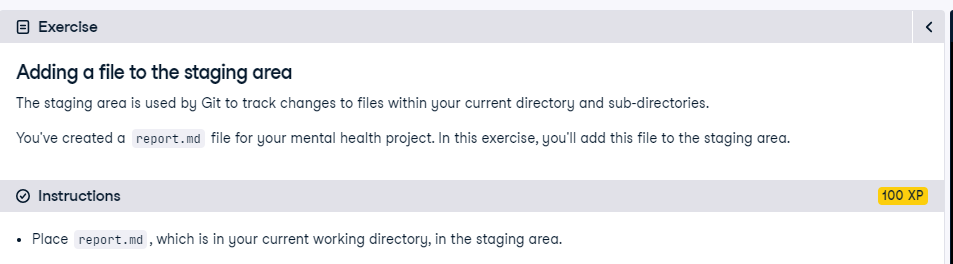 Exercise
Adding a file to the staging area
The staging area is used by Git to track changes to files within your current directory and sub-directories.
You've created a report.md file for your mental health project. In this exercise, you'll add this file to the staging area.
Instructions
100 XP
• Place report.md, which is in your current working directory, in the staging area.